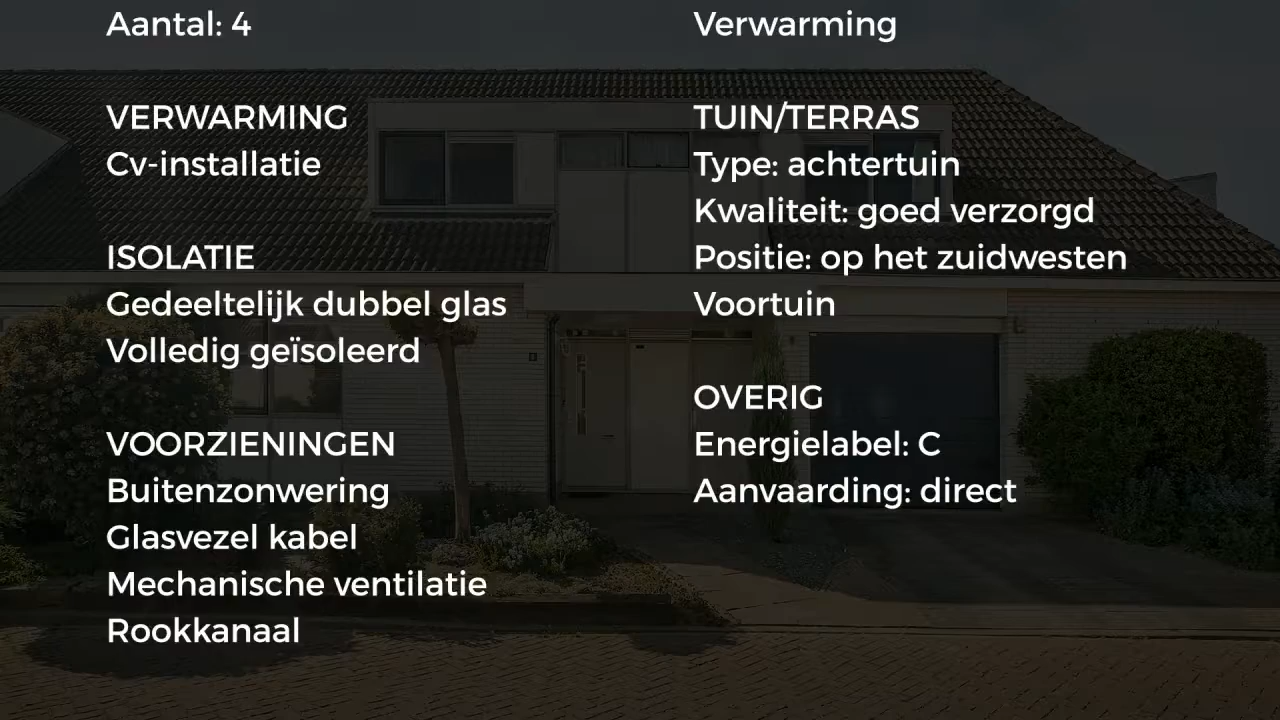 Aantal: 4
VERWARMING
Cv-installatie
ISOLATIE
Gedeeltelijk dubbel glas
Volledig geïsoleerd
VOORZIENINGEN
Buitenzonwering
Glasvezel kabel
Mechanische ventilatie
Rookkanaal
Verwarming
TUIN/TERRAS
Type: achtertuin
Kwaliteit: goed verzorgd
Positie: op het zuidwesten
Voortuin
OVERIG
Energielabel: C
Aanvaarding: direct